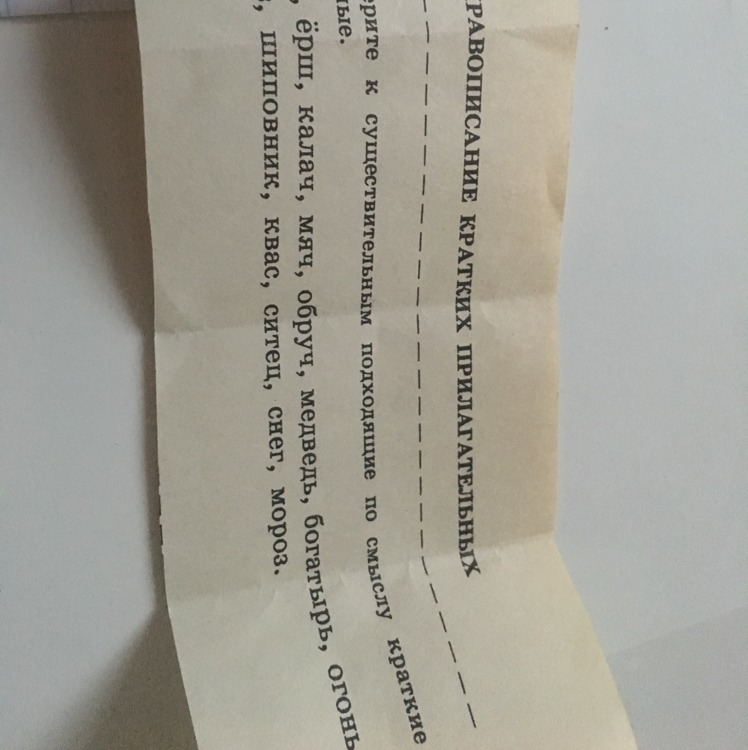 РАВОПИСАНИЕ КРАТКИХ ПРИЛАГАТЕЛЬНЫХ
ерите к существительным подходящие по смыслу краткие
ные.
, ёрш, калач, мяч, обруч, медведь, богатырь, огонь
, шиповник, квас, ситец, снег, мороз.